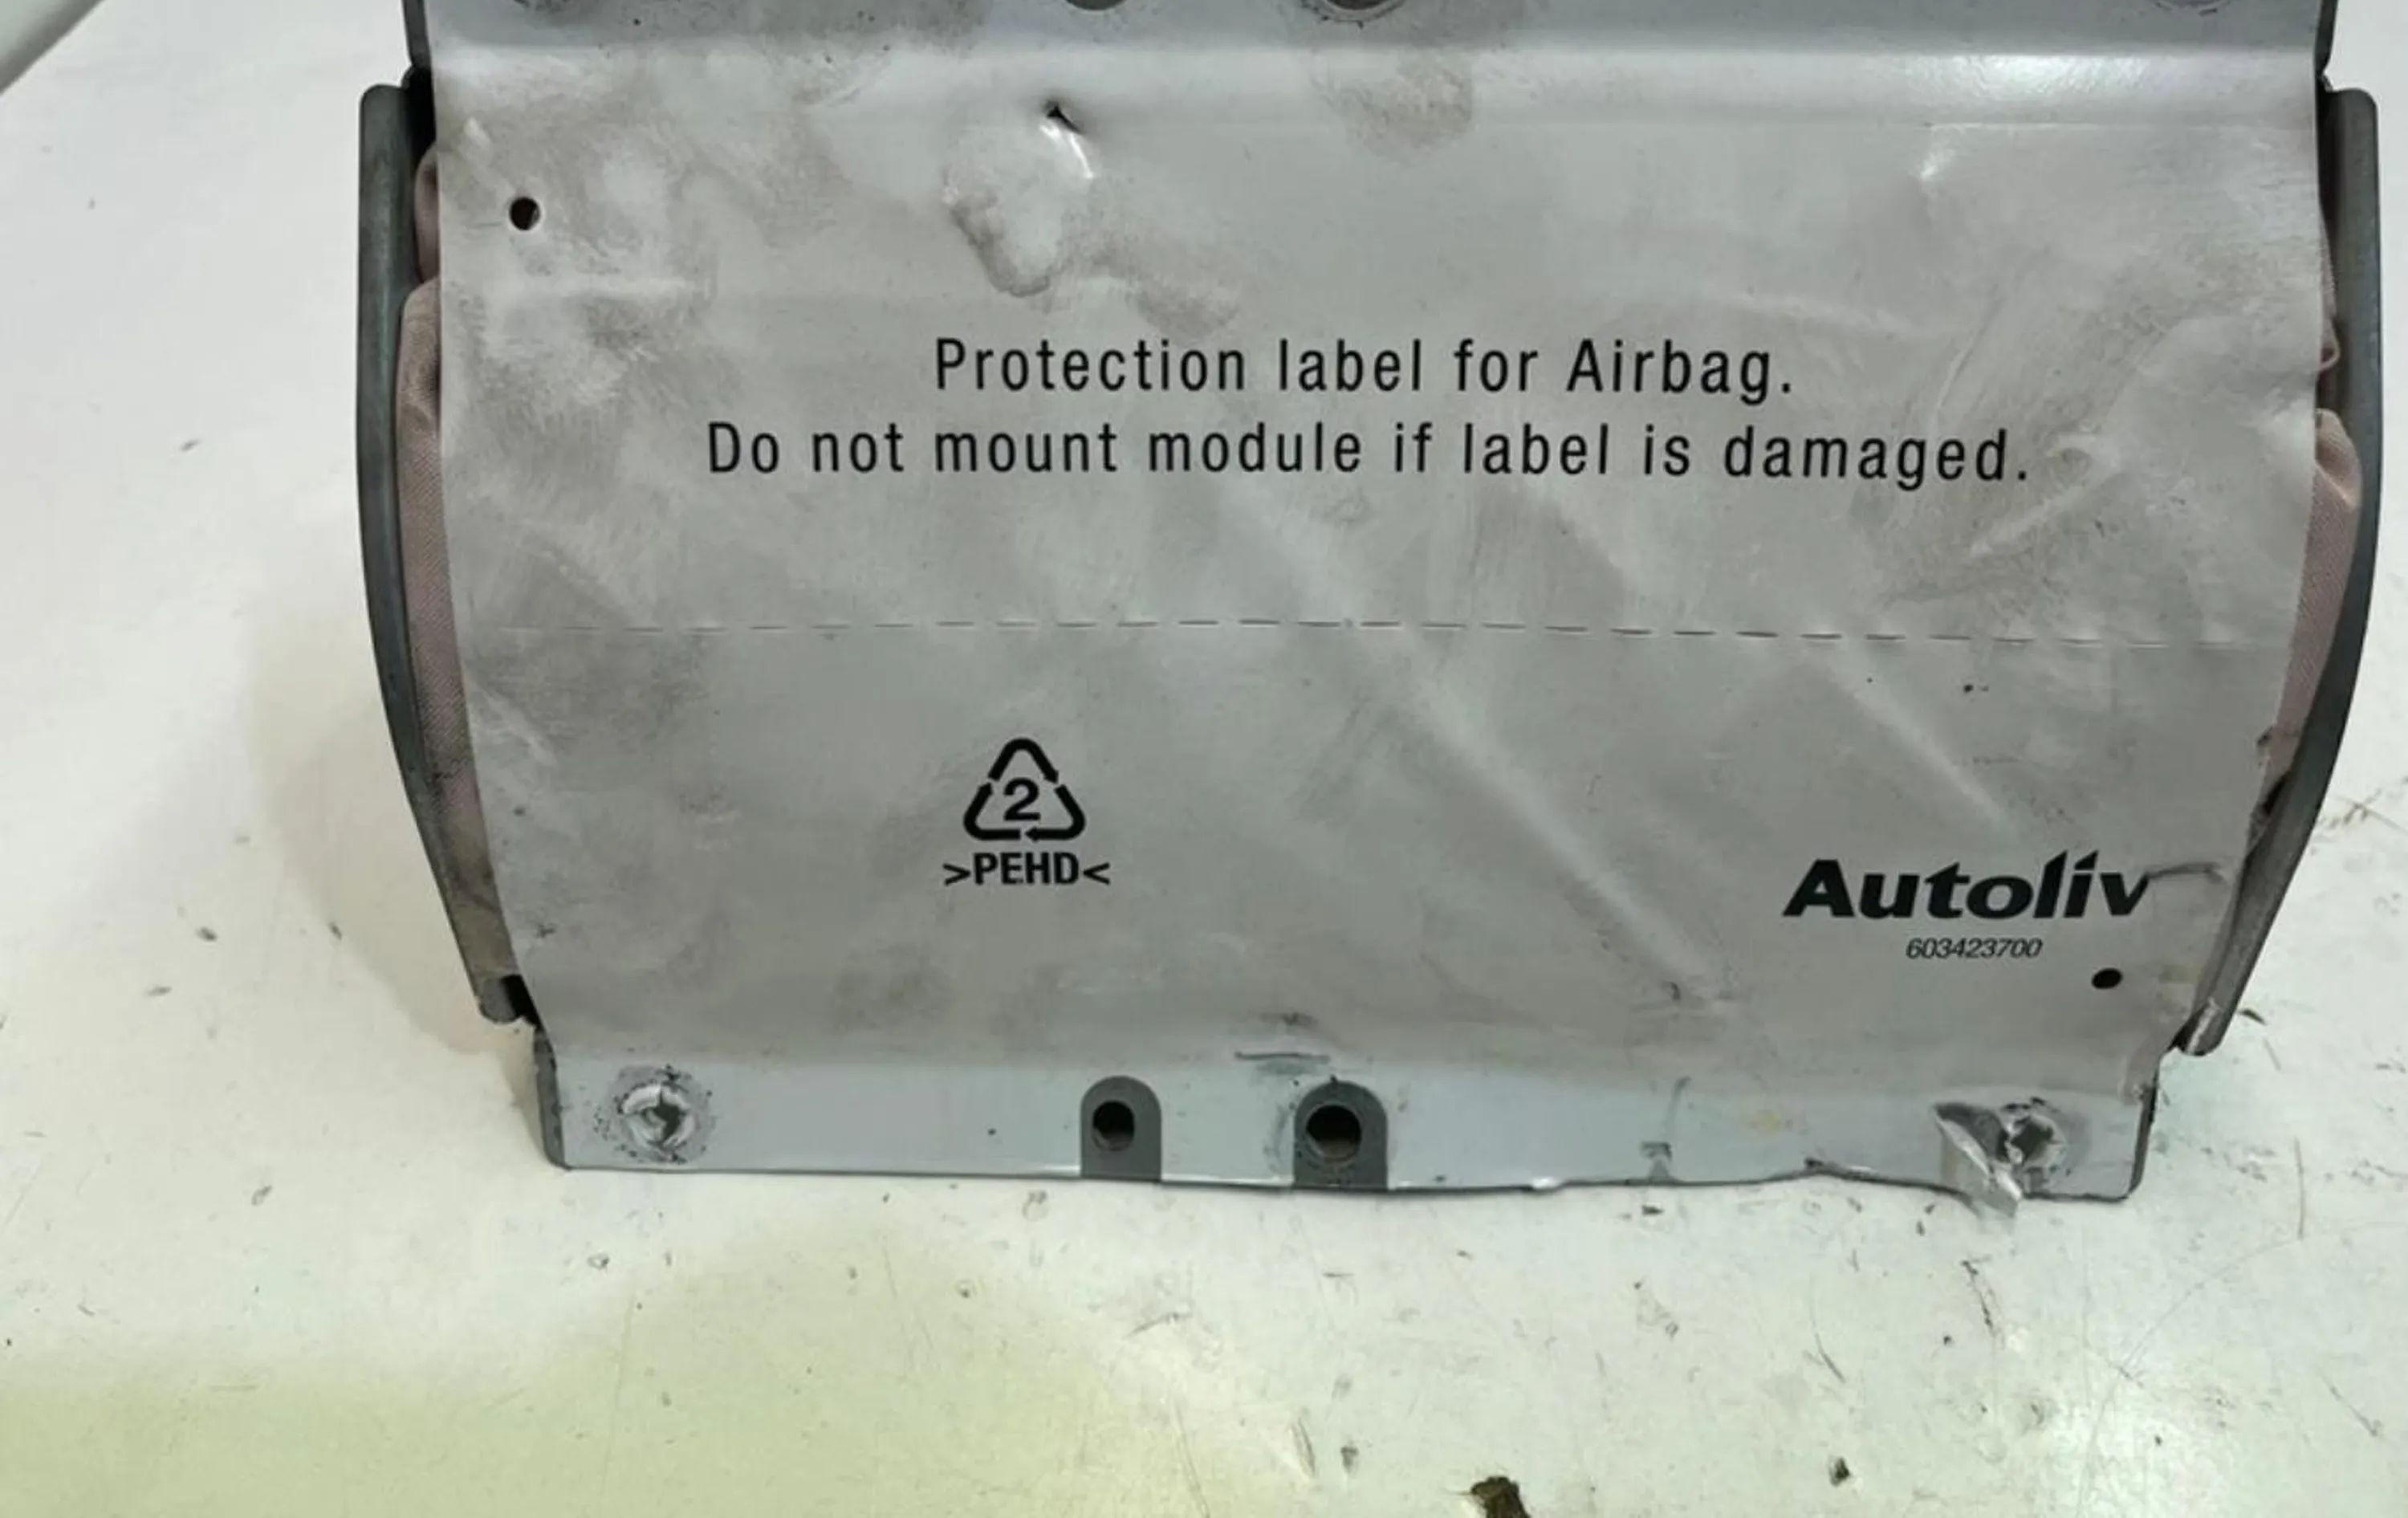 Protection label for Airbag.
Do not mount module if label is damaged.
2
>PEHD<
Autoliv
603423700